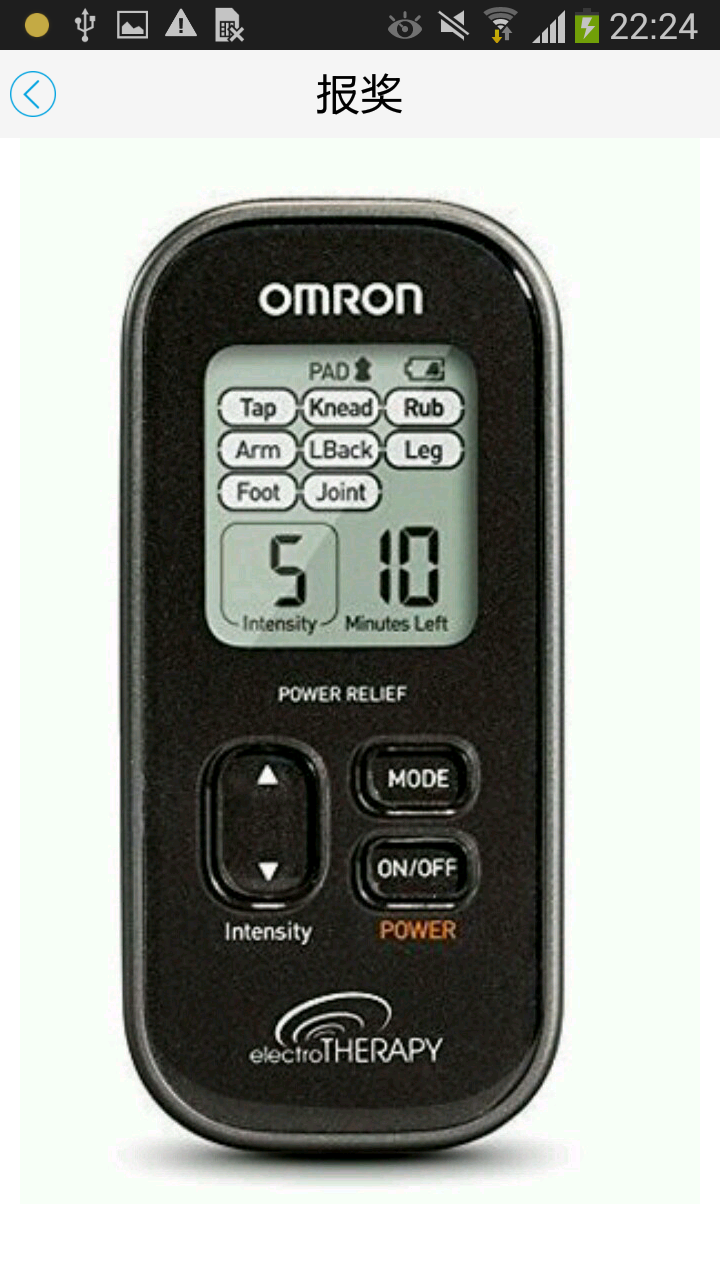 22:24
报奖
OMRON
PAD
Tap Knead Rub
Arm LBack Leg
Foot Joint
5 10
Intensity Minutes Left
POWER RELIEF
MODE
ON/OFF
Intensity POWER
electroTHERAPY